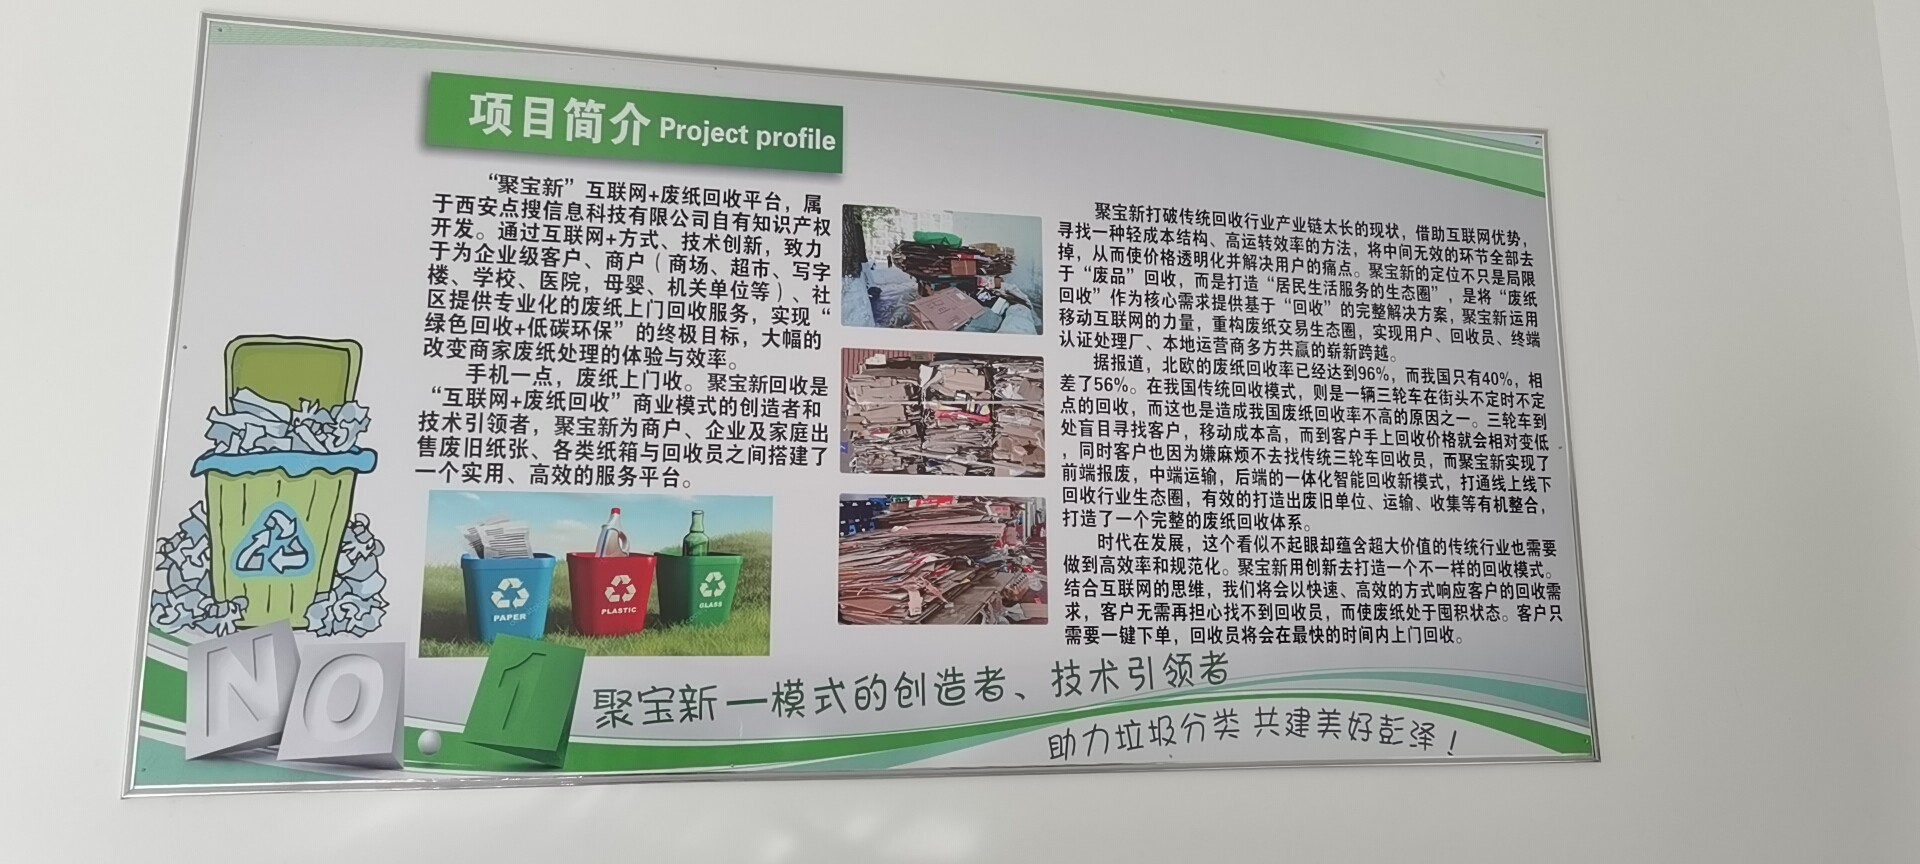 项目简介 Project profile
“聚宝新”互联网+废纸回收平台，属
于西安点搜信息科技有限公司自有知识产权
开发。通过互联网+方式、技术创新，致力
于为企业级客户、商户（商场、超市、写字
楼、学校、医院，母婴、机关单位等）、社
区提供专业化的废纸上门回收服务，实现“
绿色回收+低碳环保”的终极目标，大幅的
改变商家废纸处理的体验与效率。
手机一点，废纸上门收。聚宝新回收是
“互联网+废纸回收”商业模式的创造者和
技术引领者，聚宝新为商户、企业及家庭出
售废旧纸张、各类纸箱与回收员之间搭建了
一个实用、高效的服务平台。
聚宝新打破传统回收行业产业链太长的现状，借助互联网优势，
寻找一种轻成本结构、高运转效率的方法，将中间无效的环节全部去
掉，从而使价格透明化并解决用户的痛点。聚宝新的定位不只是局限
于“废品”回收，而是打造“居民生活服务的生态圈”，是将“废纸
回收”作为核心需求提供基于“回收”的完整解决方案，聚宝新运用
移动互联网的力量，重构废纸交易生态圈，实现用户、回收员、终端
认证处理厂、本地运营商多方共赢的崭新跨越。
据报道，北欧的废纸回收率已经达到96%，而我国只有40%，相
差了56%。在我国传统回收模式，则是一辆三轮车在街头不定时不定
点的回收，而这也是造成我国废纸回收率不高的原因之一。三轮车到
处盲目寻找客户，移动成本高，而到客户手上回收价格就会相对变低
，同时客户也因为嫌麻烦不去找传统三轮车回收员，而聚宝新实现了
前端报废，中端运输，后端的一体化智能回收新模式，打通线上线下
回收行业生态圈，有效的打造出废旧单位、运输、收集等有机整合，
打造了一个完整的废纸回收体系。
时代在发展，这个看似不起眼却蕴含超大价值的传统行业也需要
做到高效率和规范化。聚宝新用创新去打造一个不一样的回收模式。
结合互联网的思维，我们将会以快速、高效的方式响应客户的回收需
求，客户无需再担心找不到回收员，而使废纸处于囤积状态。客户只
需要一键下单，回收员将会在最快的时间内上门回收。
PAPER
PLASTIC
GLASS
NO 1
聚宝新一模式的创造者、技术引领者
助力垃圾分类 共建美好彭泽！